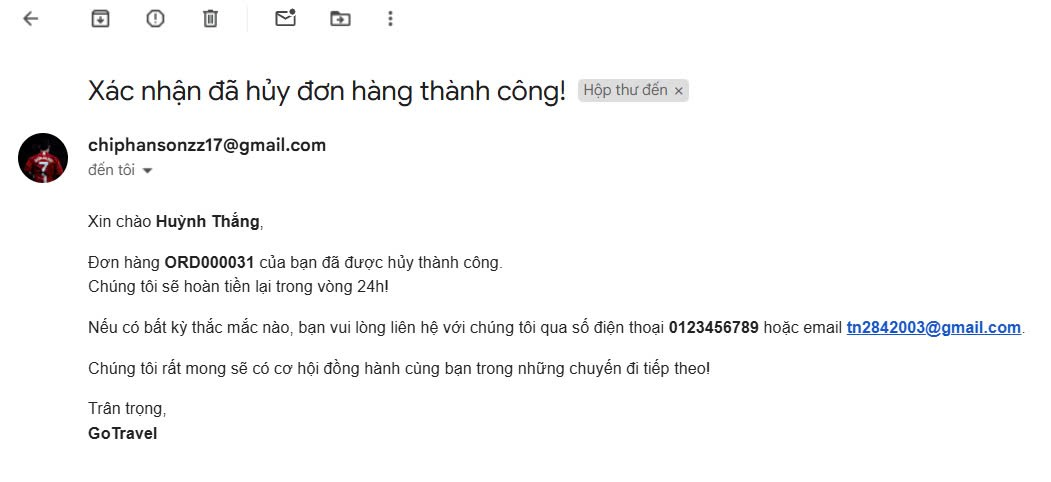 Xác nhận đã hủy đơn hàng thành công! Hộp thư đến ×
chiphansonzz17@gmail.com
đến tôi
Xin chào Huỳnh Thắng,
Đơn hàng ORD000031 của bạn đã được hủy thành công.
Chúng tôi sẽ hoàn tiền lại trong vòng 24h!
Nếu có bất kỳ thắc mắc nào, bạn vui lòng liên hệ với chúng tôi qua số điện thoại 0123456789 hoặc email tn2842003@gmail.com.
Chúng tôi rất mong sẽ có cơ hội đồng hành cùng bạn trong những chuyến đi tiếp theo!
Trân trọng,
GoTravel